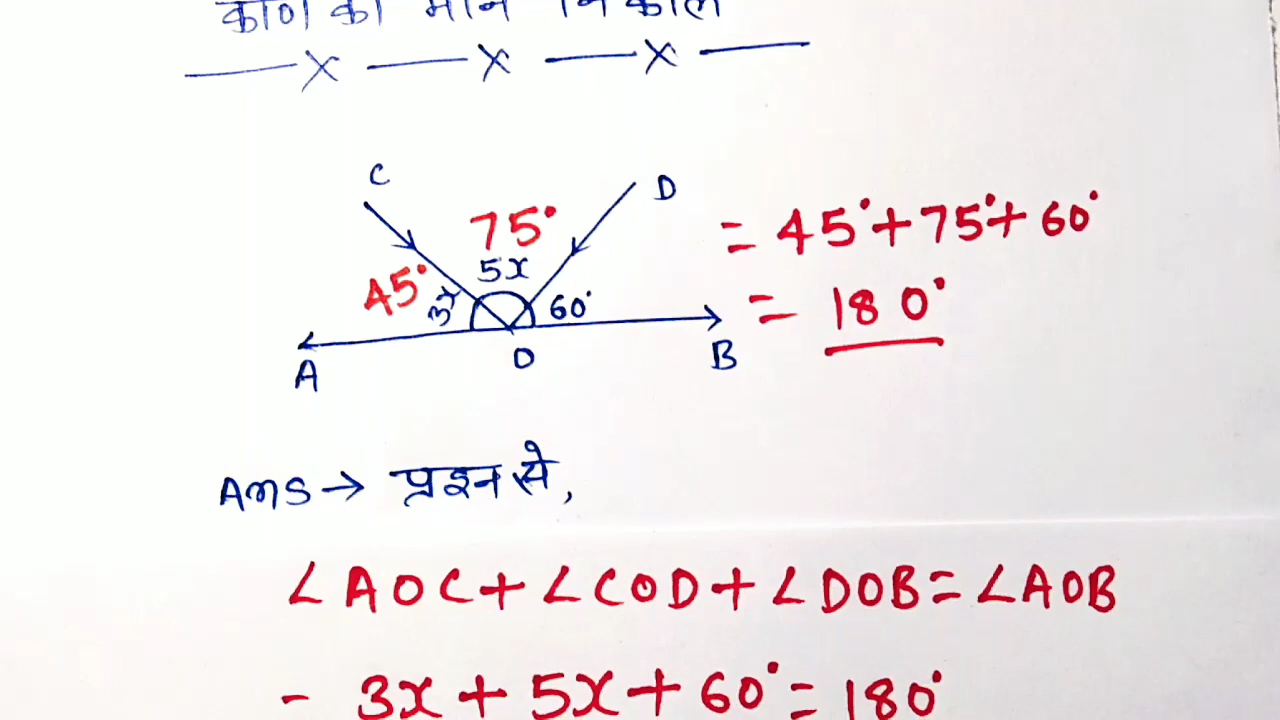 कोण का मान निकाले
— X — X — X —
C
D
75°
= 45° + 75° + 60°
45°
5x
3x
60°
= 180°
A
O
B
Ans → प्रश्न से,
∠AOC + ∠COD + ∠DOB = ∠AOB
- 3x + 5x + 60° = 180°